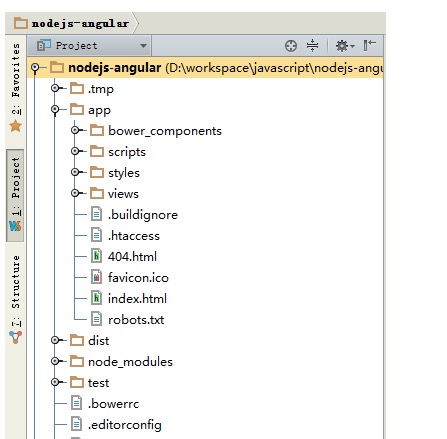 nodejs-angular
Project
2: Favorites
1: Project
7: Structure
nodejs-angular (D:\workspace\javascript\nodejs-angu
.tmp
app
bower_components
scripts
styles
views
.buildignore
.htaccess
404.html
favicon.ico
index.html
robots.txt
dist
node_modules
test
.bowerrc
.editorconfig